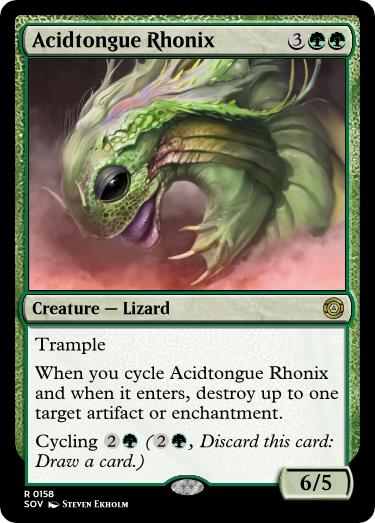 Acidtongue Rhonix 3
Creature — Lizard
Trample
When you cycle Acidtongue Rhonix
and when it enters, destroy up to one
target artifact or enchantment.
Cycling 2 (2, Discard this card:
Draw a card.)
6/5
R 0158
SOV Steven Ekholm